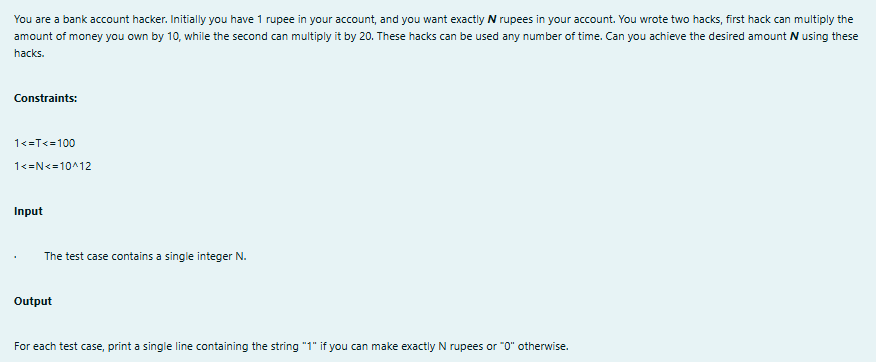 You are a bank account hacker. Initially you have 1 rupee in your account, and you want exactly N rupees in your account. You wrote two hacks, first hack can multiply the
amount of money you own by 10, while the second can multiply it by 20. These hacks can be used any number of time. Can you achieve the desired amount N using these
hacks.
Constraints:
1<=T<=100
1<=N<=10^12
Input
· The test case contains a single integer N.
Output
For each test case, print a single line containing the string "1" if you can make exactly N rupees or "0" otherwise.